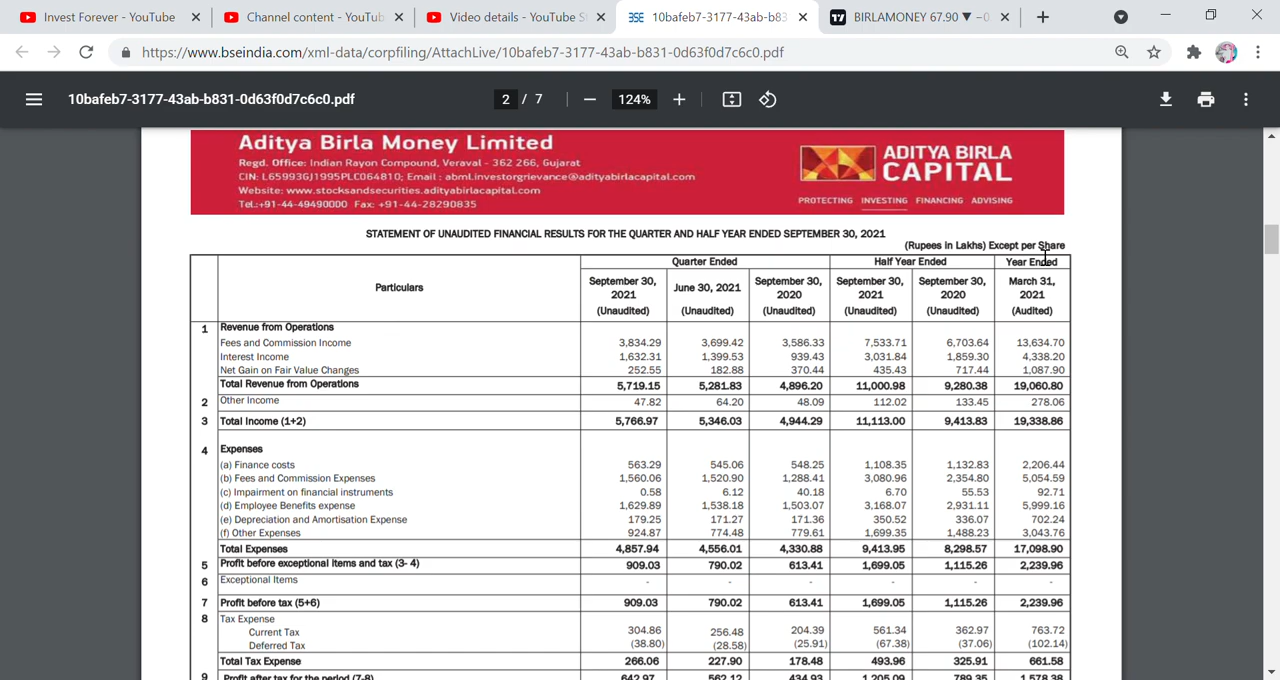 Invest Forever - YouTube
Channel content - YouTub
Video details - YouTube S
BSE 10bafeb7-3177-43ab-b83
BIRLAMONEY 67.90 ▼ −0.
https://www.bseindia.com/xml-data/corpfiling/AttachLive/10bafeb7-3177-43ab-b831-0d63f0d7c6c0.pdf
10bafeb7-3177-43ab-b831-0d63f0d7c6c0.pdf
2 / 7
124%
Aditya Birla Money Limited
Regd. Office: Indian Rayon Compound, Veraval - 362 266, Gujarat
CIN: L65993GJ1995PLC064810; Email : abml.investorgrievance@adityabirlacapital.com
Website: www.stocksandsecurities.adityabirlacapital.com
Tel.:+91-44-49490000 Fax: +91-44-28290835
ADITYA BIRLA
CAPITAL
PROTECTING INVESTING FINANCING ADVISING
STATEMENT OF UNAUDITED FINANCIAL RESULTS FOR THE QUARTER AND HALF YEAR ENDED SEPTEMBER 30, 2021
(Rupees in Lakhs) Except per Share
Particulars Quarter Ended Half Year Ended Year Ended
September 30, 2021 (Unaudited) June 30, 2021 (Unaudited) September 30, 2020 (Unaudited) September 30, 2021 (Unaudited) September 30, 2020 (Unaudited) March 31, 2021 (Audited)
1 Revenue from Operations
Fees and Commission Income 3,834.29 3,699.42 3,586.33 7,533.71 6,703.64 13,634.70
Interest Income 1,632.31 1,399.53 939.43 3,031.84 1,859.30 4,338.20
Net Gain on Fair Value Changes 252.55 182.88 370.44 435.43 717.44 1,087.90
Total Revenue from Operations 5,719.15 5,281.83 4,896.20 11,000.98 9,280.38 19,060.80
2 Other Income 47.82 64.20 48.09 112.02 133.45 278.06
3 Total Income (1+2) 5,766.97 5,346.03 4,944.29 11,113.00 9,413.83 19,338.86
4 Expenses
(a) Finance costs 563.29 545.06 548.25 1,108.35 1,132.83 2,206.44
(b) Fees and Commission Expenses 1,560.06 1,520.90 1,288.41 3,080.96 2,354.80 5,054.59
(c) Impairment on financial instruments 0.58 6.12 40.18 6.70 55.53 92.71
(d) Employee Benefits expense 1,629.89 1,538.18 1,503.07 3,168.07 2,931.11 5,999.16
(e) Depreciation and Amortisation Expense 179.25 171.27 171.36 350.52 336.07 702.24
(f) Other Expenses 924.87 774.48 779.61 1,699.35 1,488.23 3,043.76
Total Expenses 4,857.94 4,556.01 4,330.88 9,413.95 8,298.57 17,098.90
5 Profit before exceptional items and tax (3- 4) 909.03 790.02 613.41 1,699.05 1,115.26 2,239.96
6 Exceptional Items - - - - - -
7 Profit before tax (5+6) 909.03 790.02 613.41 1,699.05 1,115.26 2,239.96
8 Tax Expense
Current Tax 304.86 256.48 204.39 561.34 362.97 763.72
Deferred Tax (38.80) (28.58) (25.91) (67.38) (37.06) (102.14)
Total Tax Expense 266.06 227.90 178.48 493.96 325.91 661.58
9 Profit after tax for the period (7-8) 642.97 562.12 434.93 1,205.09 789.35 1,578.38